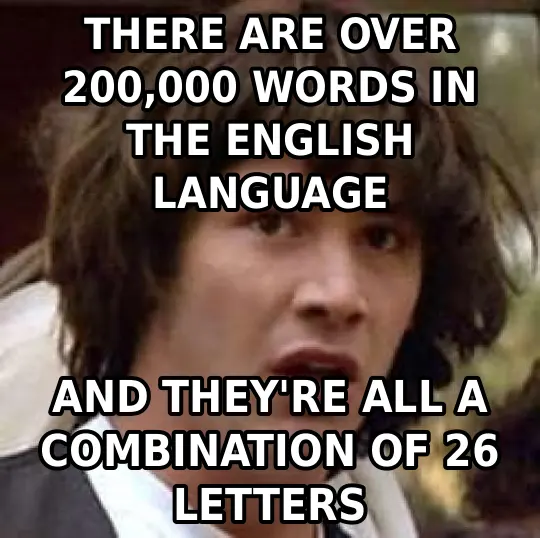 THERE ARE OVER
200,000 WORDS IN
THE ENGLISH
LANGUAGE
AND THEY'RE ALL A
COMBINATION OF 26
LETTERS